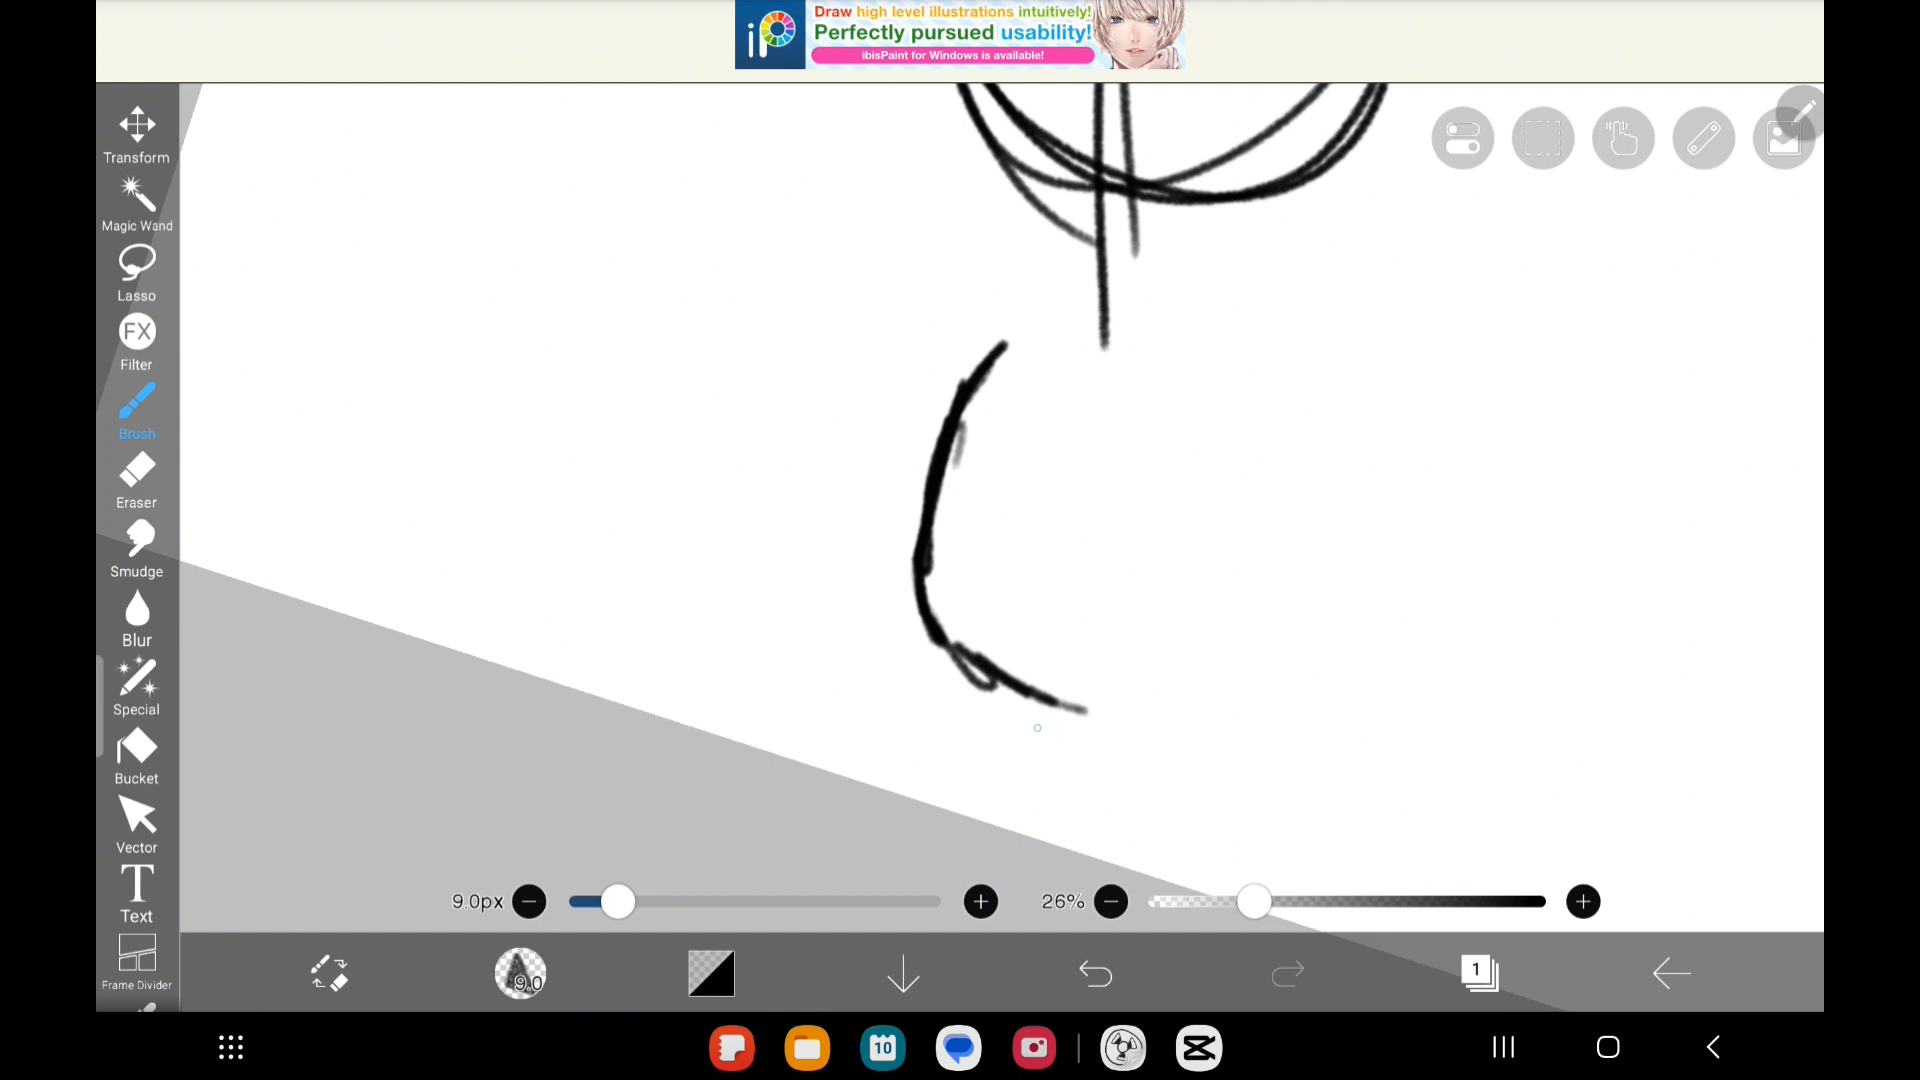 Draw high level illustrations intuitively!
iP
Perfectly pursued usability!
ibisPaint for Windows is available!
Transform
Magic Wand
Lasso
FX
Filter
Brush
Eraser
Smudge
Blur
Special
Bucket
Vector
T
Text
Frame Divider
9.0px
26%
9.0
1
10